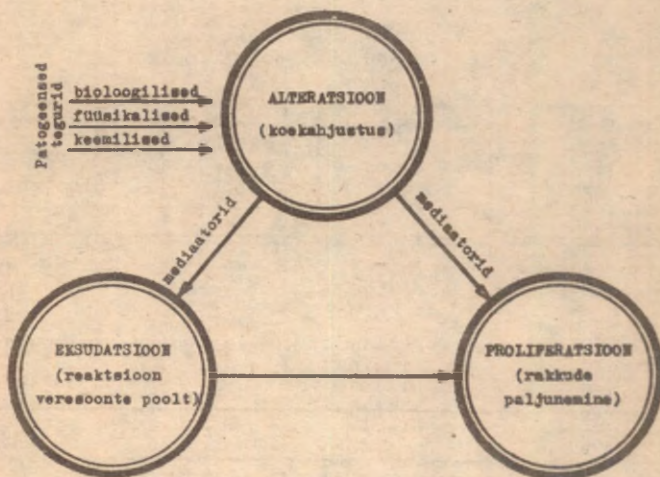 Patogeensed
tegurid
bioloogilised
füüsikalised
keemilised
ALTERATSIOON
(koekahjustus)
mediaatorid
mediaatorid
EKSUDATSIOON
(reaktsioon
veresoonte poolt)
PROLIFERATSIOON
(rakkude
paljunemine)